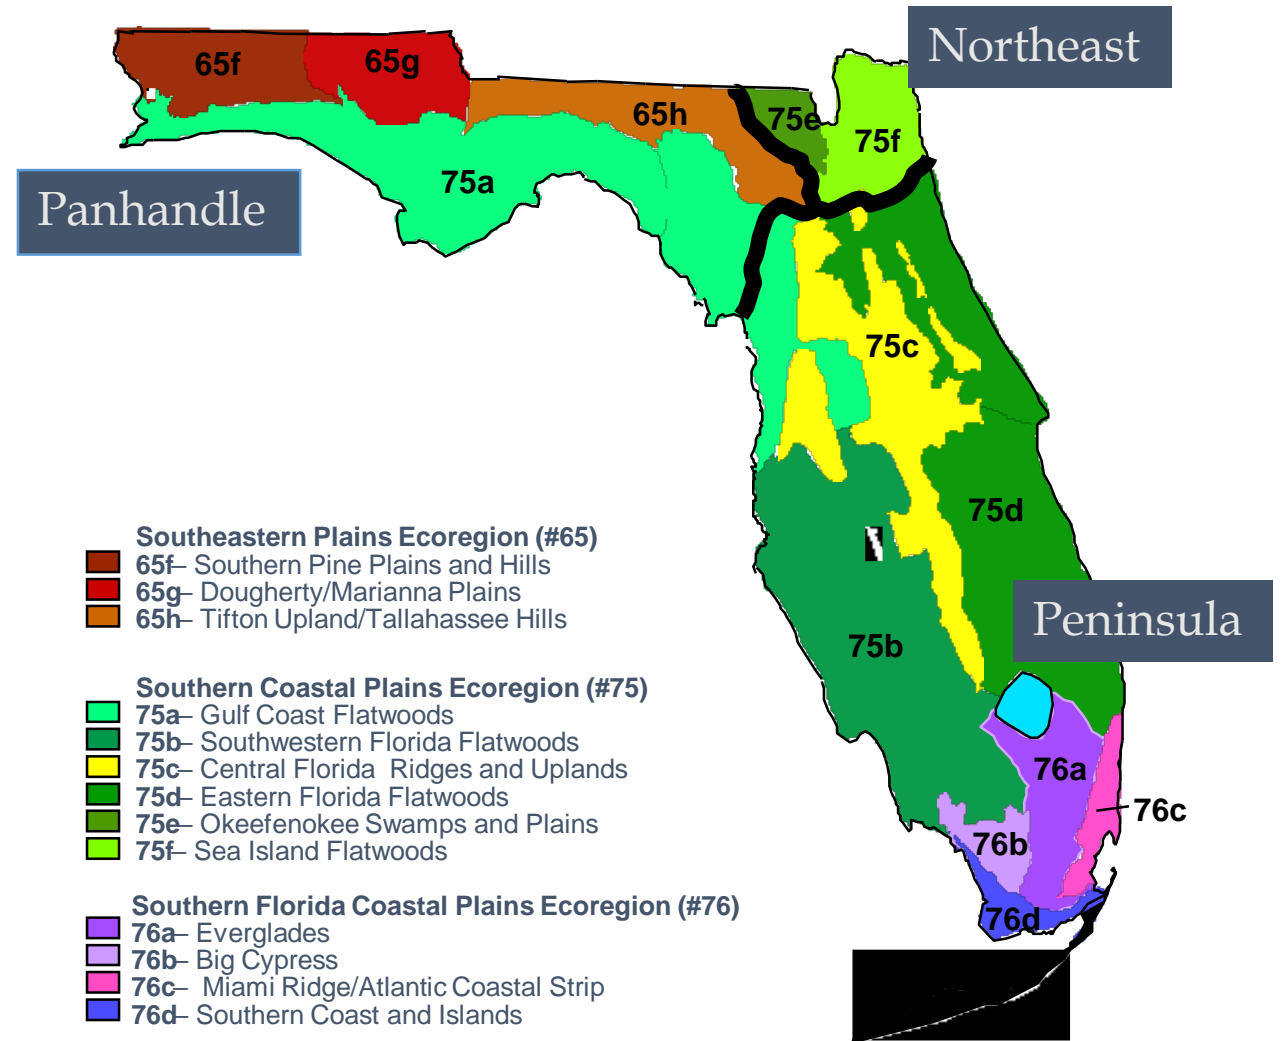 Northeast
65f
65g
65h
75e
75f
75a
Panhandle
75c
75d
Southeastern Plains Ecoregion (#65)
65f– Southern Pine Plains and Hills
65g– Dougherty/Marianna Plains
65h– Tifton Upland/Tallahassee Hills
Peninsula
75b
Southern Coastal Plains Ecoregion (#75)
75a– Gulf Coast Flatwoods
75b– Southwestern Florida Flatwoods
75c– Central Florida Ridges and Uplands
75d– Eastern Florida Flatwoods
75e– Okeefenokee Swamps and Plains
75f– Sea Island Flatwoods
76a
76c
76b
76d
Southern Florida Coastal Plains Ecoregion (#76)
76a– Everglades
76b– Big Cypress
76c– Miami Ridge/Atlantic Coastal Strip
76d– Southern Coast and Islands